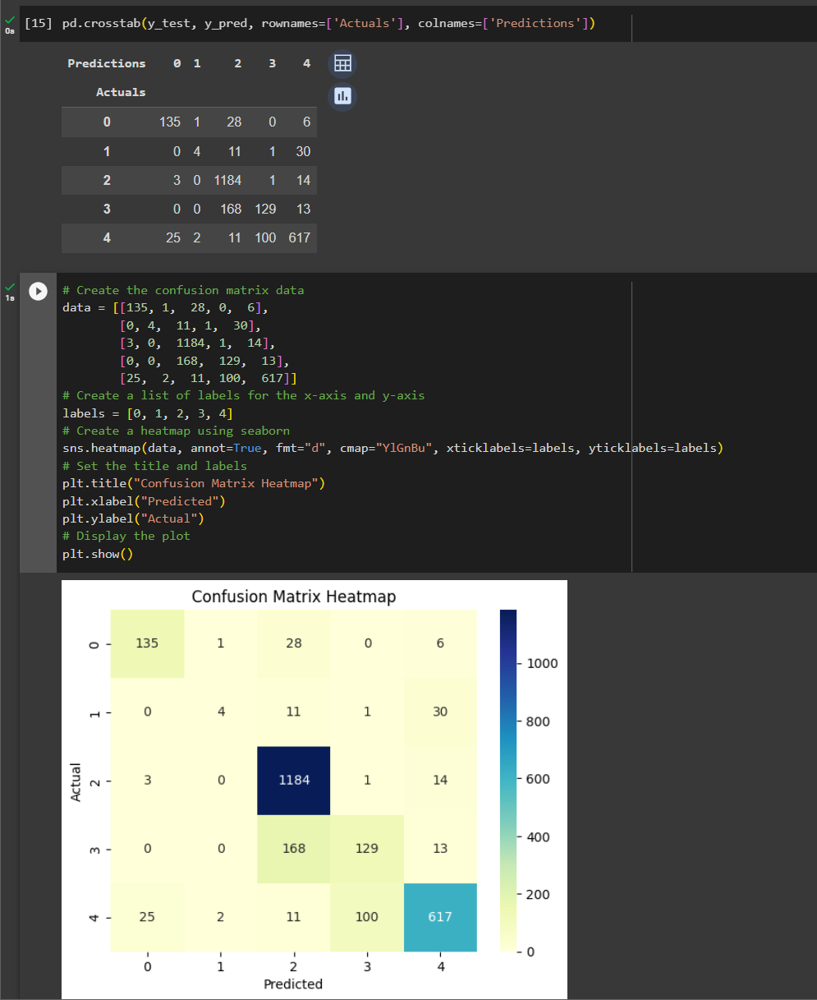 [15] pd.crosstab(y_test, y_pred, rownames=['Actuals'], colnames=['Predictions'])
0s
Predictions 0 1 2 3 4
Actuals
0 135 1 28 0 6
1 0 4 11 1 30
2 3 0 1184 1 14
3 0 0 168 129 13
4 25 2 11 100 617
1s
# Create the confusion matrix data
data = [[135, 1,  28, 0,  6],
[0, 4,  11, 1,  30],
[3, 0,  1184, 1,  14],
[0, 0,  168,  129,  13],
[25,  2,  11, 100,  617]]
# Create a list of labels for the x-axis and y-axis
labels = [0, 1, 2, 3, 4]
# Create a heatmap using seaborn
sns.heatmap(data, annot=True, fmt="d", cmap="YlGnBu", xticklabels=labels, yticklabels=labels)
# Set the title and labels
plt.title("Confusion Matrix Heatmap")
plt.xlabel("Predicted")
plt.ylabel("Actual")
# Display the plot
plt.show()
Confusion Matrix Heatmap
0 135 1 28 0 6
1 0 4 11 1 30
2 3 0 1184 1 14
3 0 0 168 129 13
4 25 2 11 100 617
0 1 2 3 4
Predicted
Actual
1000
800
600
400
200
0